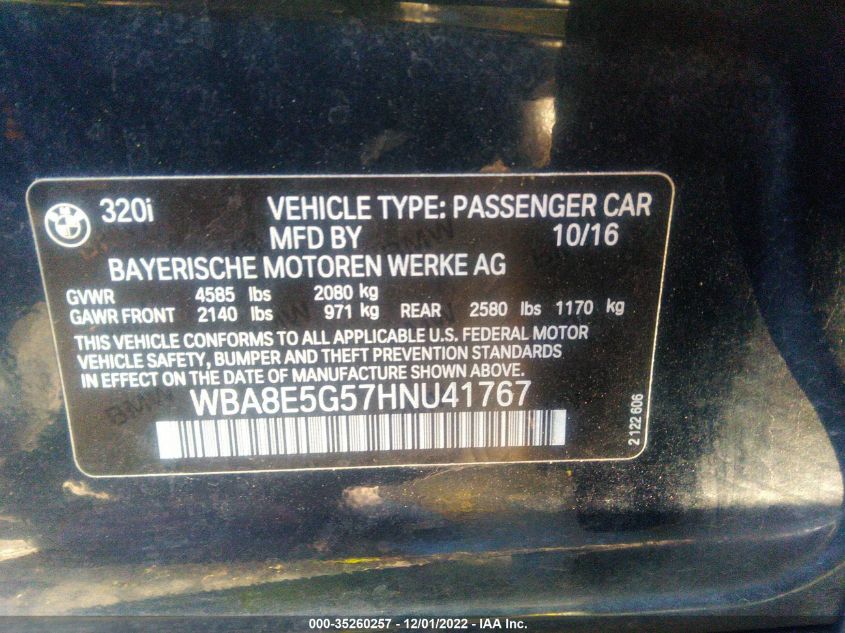 320i VEHICLE TYPE: PASSENGER CAR
MFD BY 10/16
BAYERISCHE MOTOREN WERKE AG
GVWR 4585 lbs 2080 kg
GAWR FRONT 2140 lbs 971 kg REAR 2580 lbs 1170 kg
THIS VEHICLE CONFORMS TO ALL APPLICABLE U.S. FEDERAL MOTOR
VEHICLE SAFETY, BUMPER AND THEFT PREVENTION STANDARDS
IN EFFECT ON THE DATE OF MANUFACTURE SHOWN ABOVE.
WBA8E5G57HNU41767
2 122 606
000-35260257 - 12/01/2022 - IAA Inc.